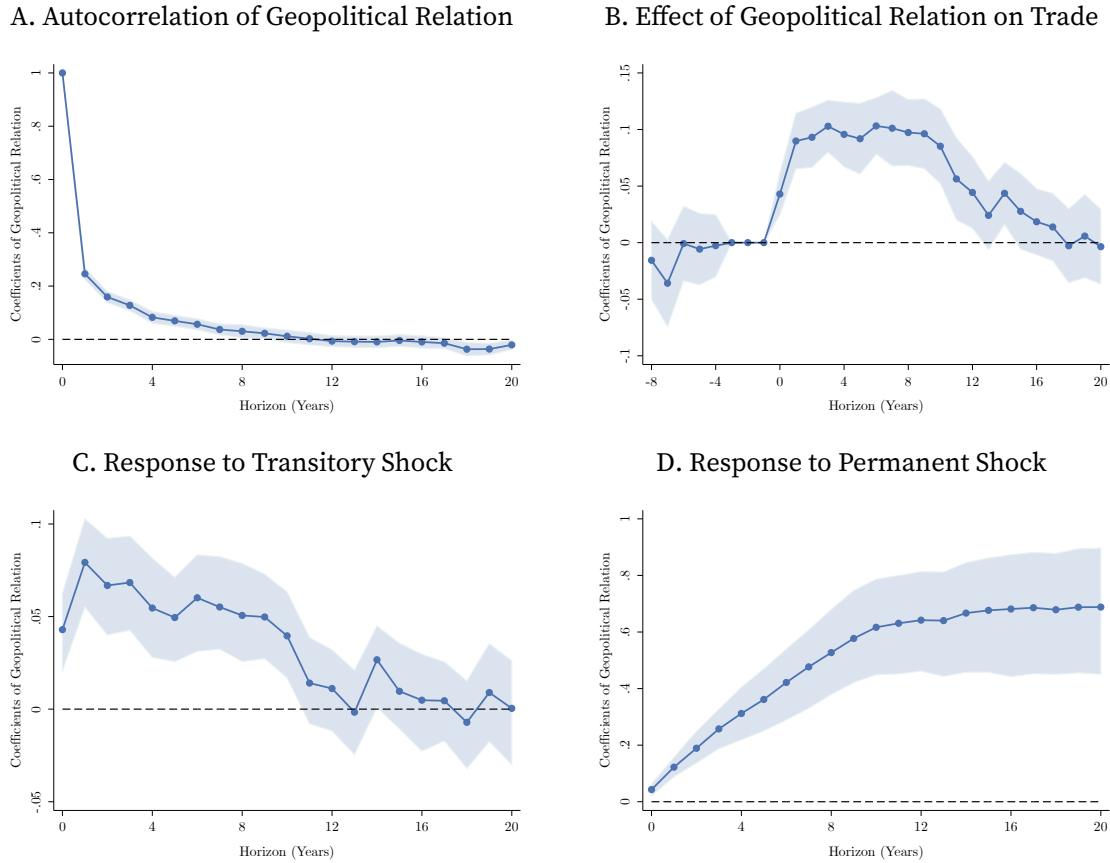 A. Autocorrelation of Geopolitical Relation
Coefficients of Geopolitical Relation
1
.8
.6
.4
.2
0
0 4 8 12 16 20
Horizon (Years)
B. Effect of Geopolitical Relation on Trade
Coefficients of Geopolitical Relation
.15
.1
.05
0
-.05
-.1
-8 -4 0 4 8 12 16 20
Horizon (Years)
C. Response to Transitory Shock
Coefficients of Geopolitical Relation
.1
.05
0
-.05
0 4 8 12 16 20
Horizon (Years)
D. Response to Permanent Shock
Coefficients of Geopolitical Relation
1
.8
.6
.4
.2
0
0 4 8 12 16 20
Horizon (Years)